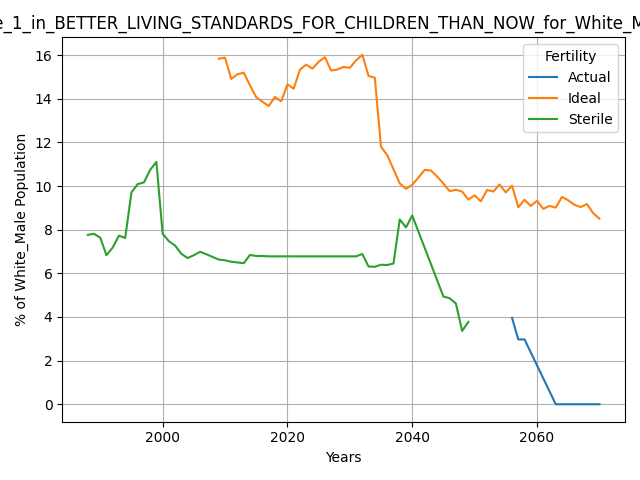 _1_in_BETTER_LIVING_STANDARDS_FOR_CHILDREN_THAN_NOW_for_White_M
Fertility
Actual
Ideal
Sterile
% of White_Male Population
16
14
12
10
8
6
4
2
0
2000 2020 2040 2060
Years